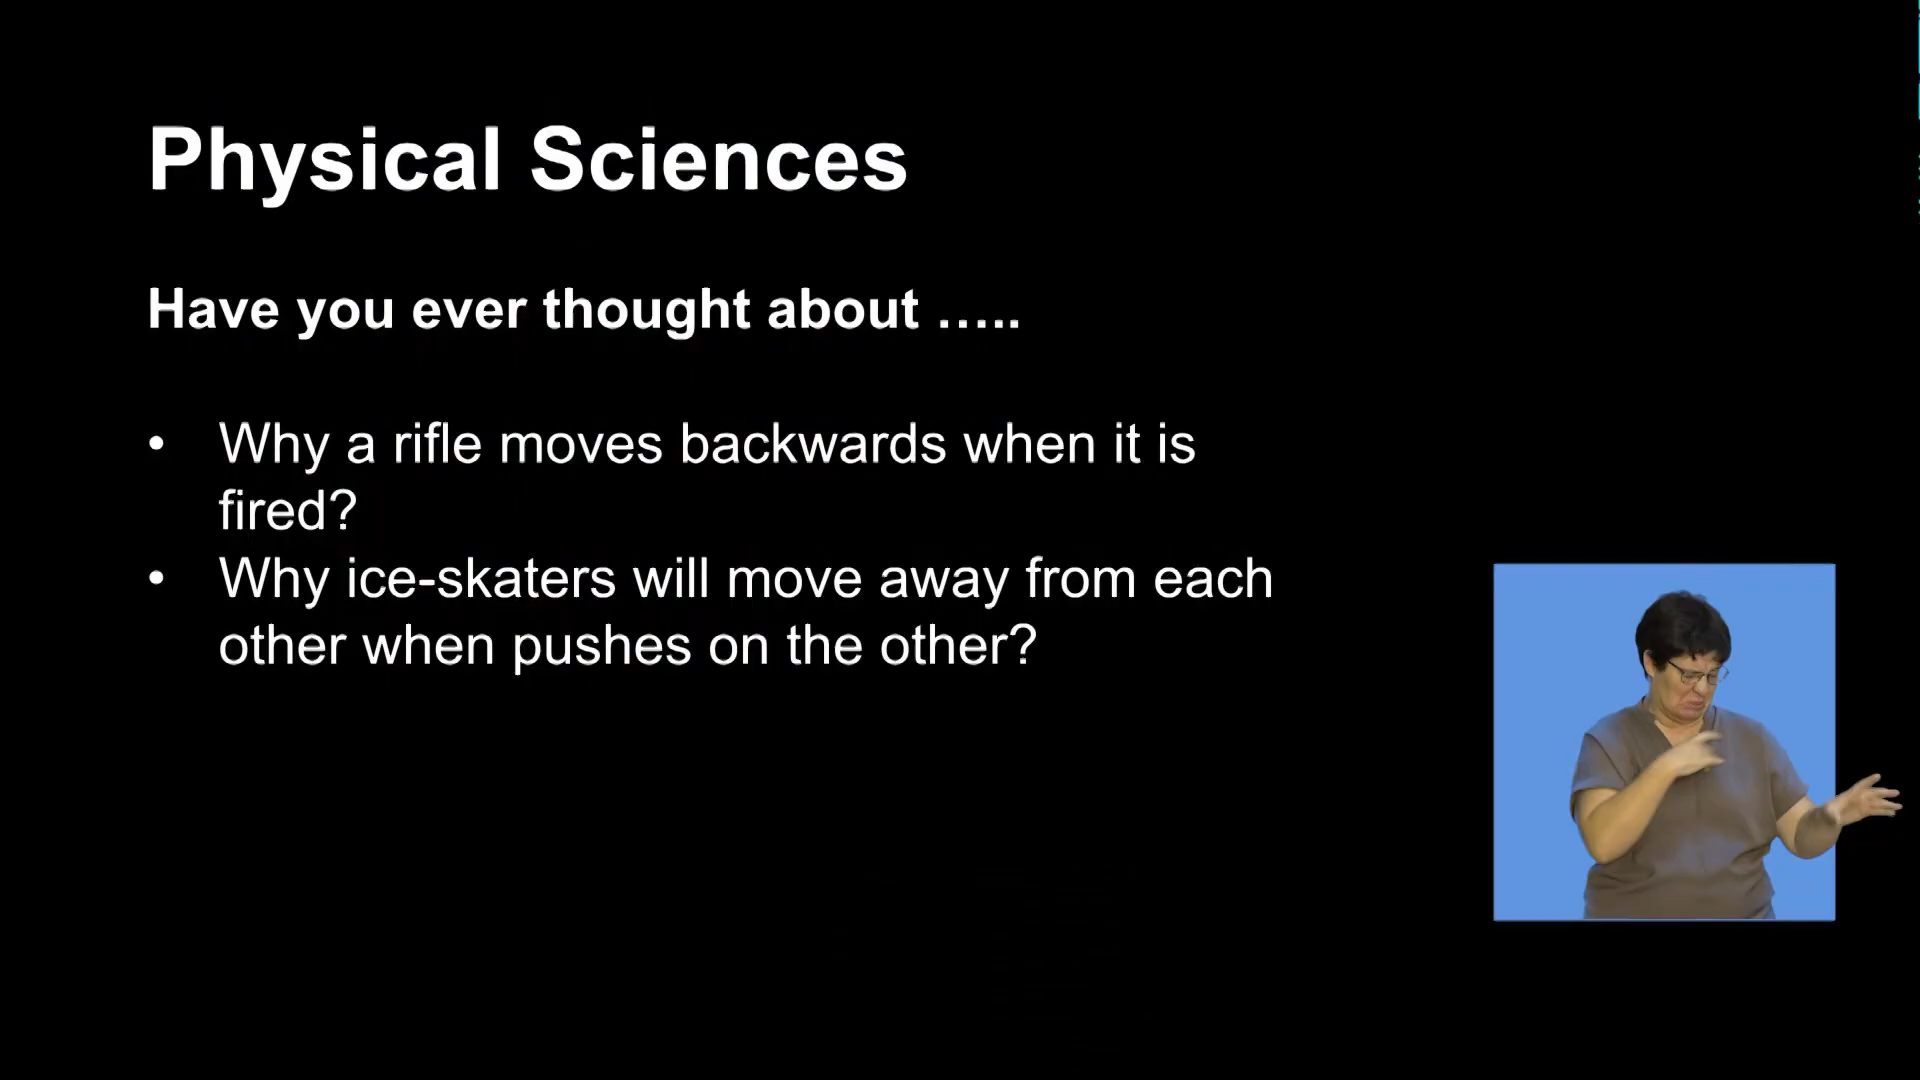 Physical Sciences
Have you ever thought about …..
• Why a rifle moves backwards when it is
fired?
• Why ice-skaters will move away from each
other when pushes on the other?